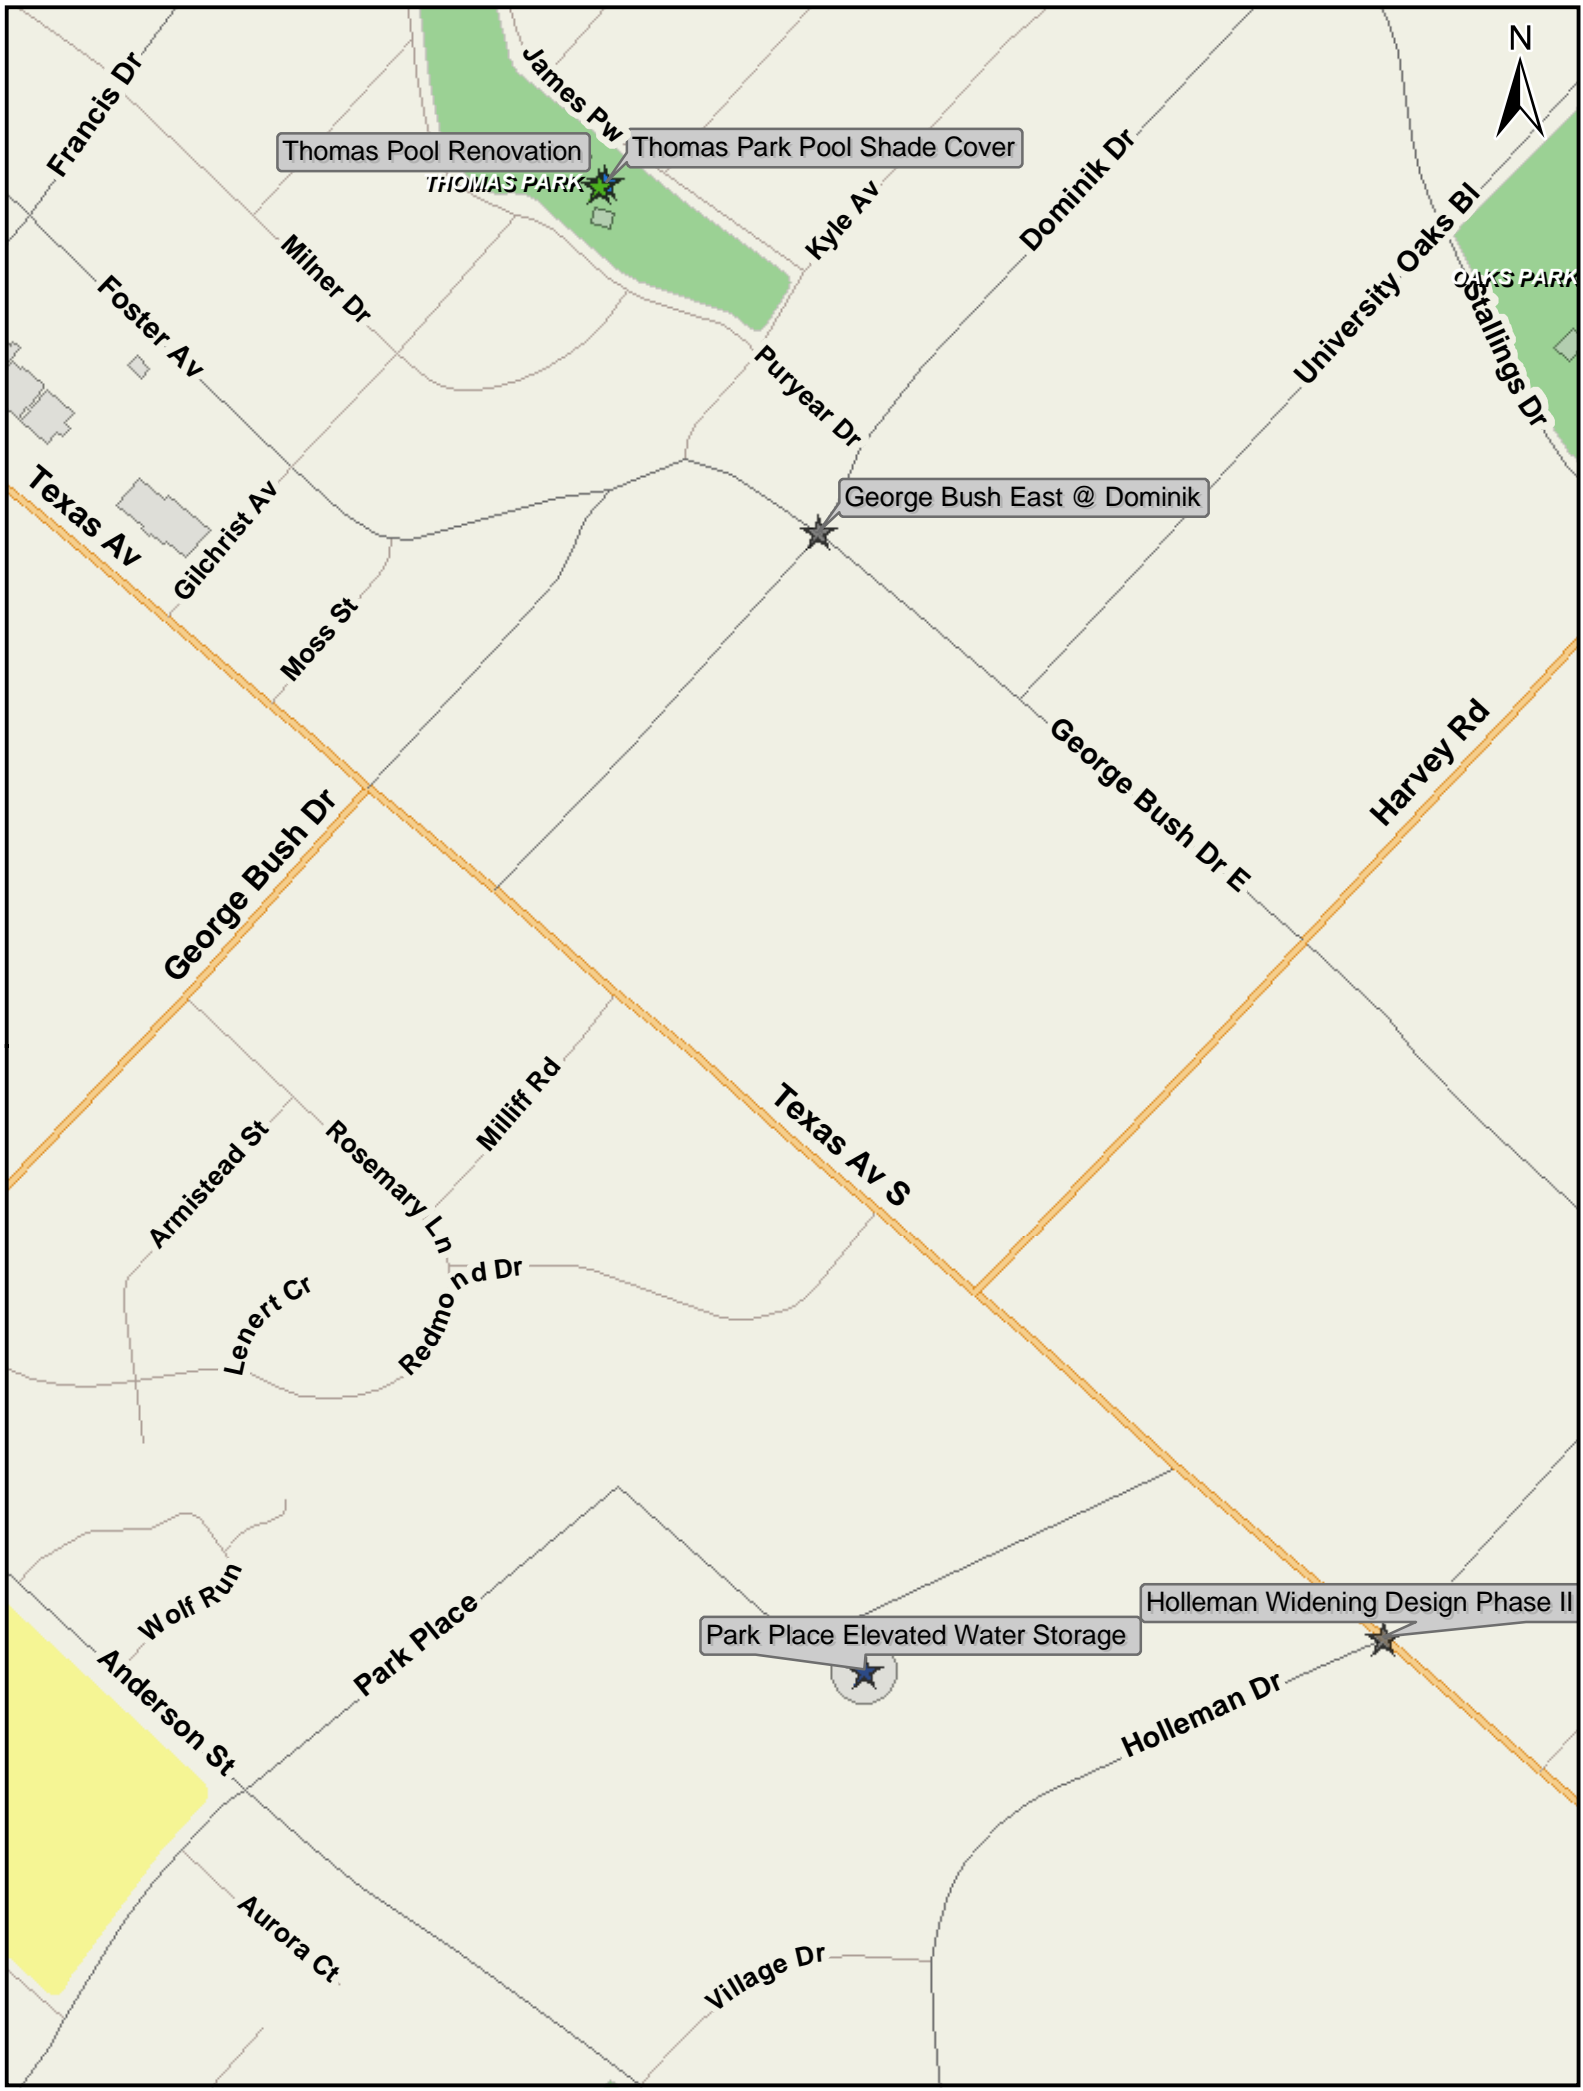 N
Francis Dr
James Pw
Thomas Pool Renovation
Thomas Park Pool Shade Cover
THOMAS PARK
Kyle Av
Dominik Dr
University Oaks Bl
OAKS PARK
Stallings Dr
Milner Dr
Foster Av
Puryear Dr
Texas Av
Gilchrist Av
George Bush East @ Dominik
Moss St
George Bush Dr E
Harvey Rd
George Bush Dr
Milliff Rd
Texas Av S
Armistead St
Rosemary Ln
Redmond Dr
Lenert Cr
Wolf Run
Park Place
Holleman Widening Design Phase II
Park Place Elevated Water Storage
Anderson St
Holleman Dr
Aurora Ct
Village Dr